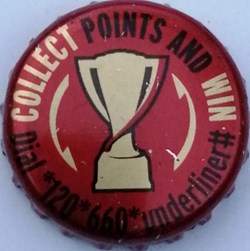 COLLECT POINTS AND WIN
Dial *120*660*underliner#